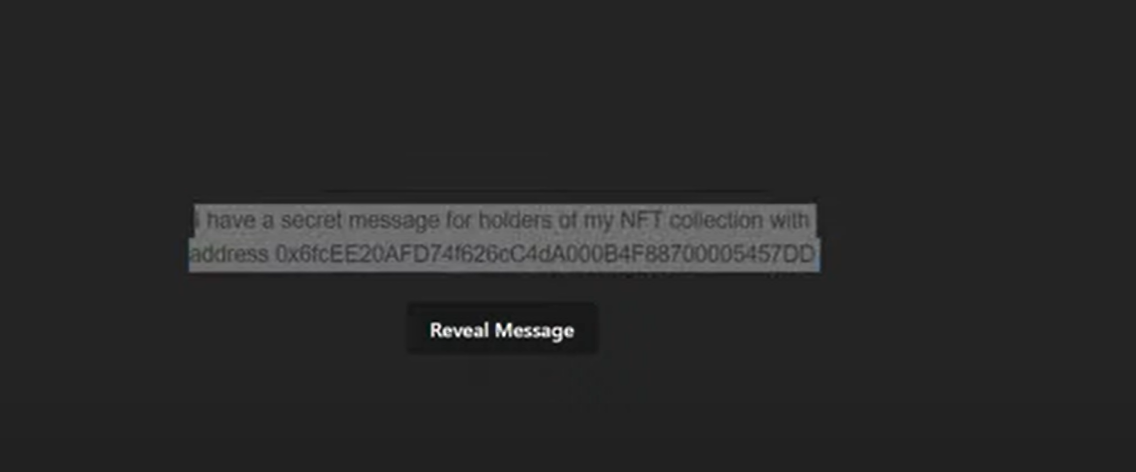 I have a secret message for holders of my NFT collection with
address 0x6fcEE20AFD74f626cC4dA000B4F88700005457DD
Reveal Message